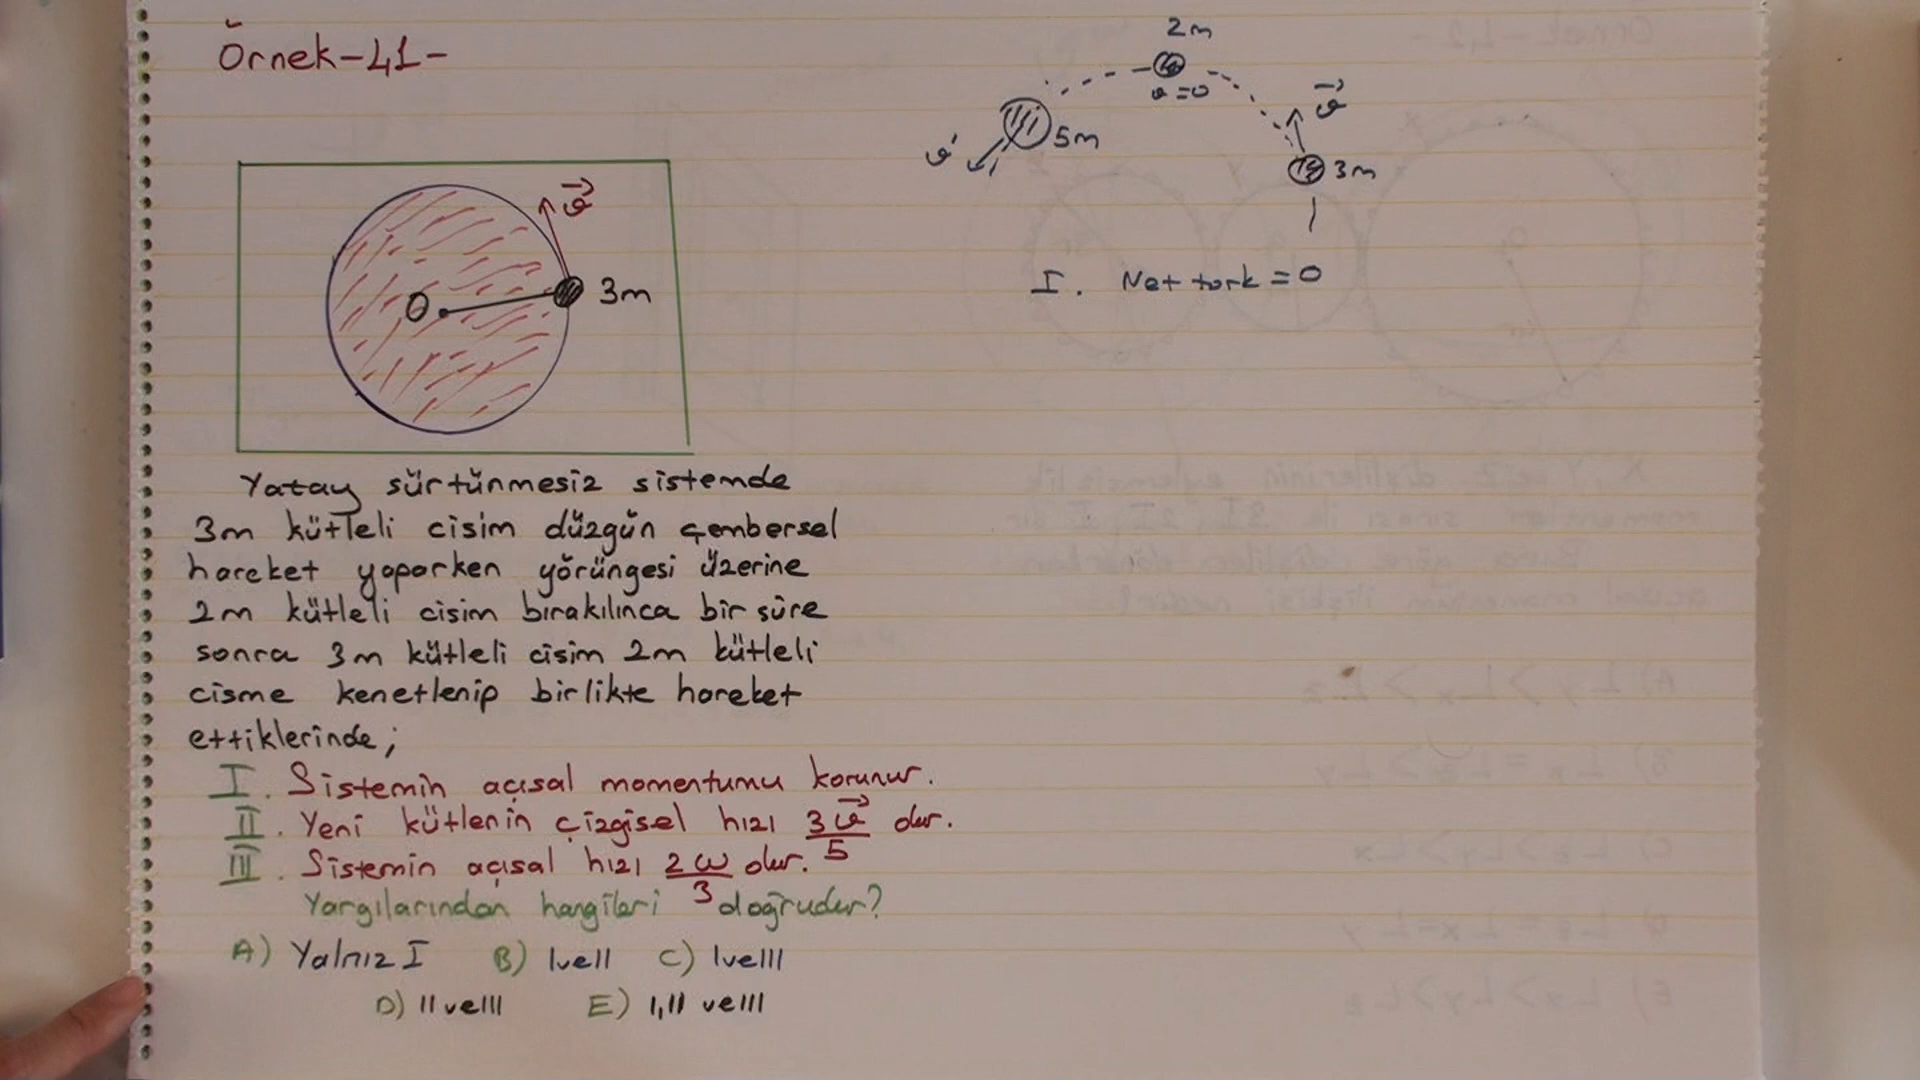 Örnek-41-
O
v
3m
Yatay sürtünmesiz sistemde
3m kütleli cisim düzgün çembersel
hareket yaparken yörüngesi üzerine
2m kütleli cisim bırakılınca bir süre
sonra 3m kütleli cisim 2m kütleli
cisme kenetlenip birlikte hareket
ettiklerinde;
I. Sistemin açısal momentumu korunur.
II. Yeni kütlenin çizgisel hızı 3v/5 dir.
III. Sistemin açısal hızı 2ω/3 dur.
Yargılarından hangileri doğrudur?
A) Yalnız I B) I ve II C) I ve III
D) II ve III E) I, II ve III
2m
v=0
v
5m
v'
3m
I. Net tork = 0